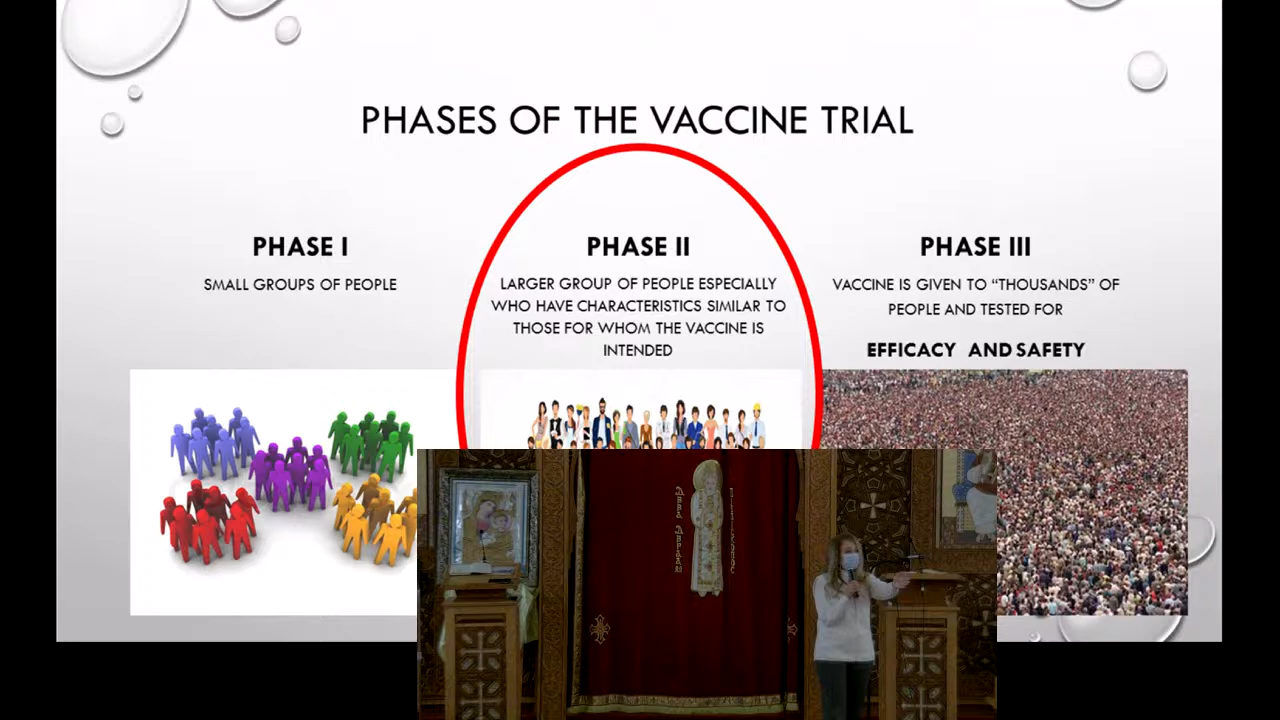 PHASES OF THE VACCINE TRIAL
PHASE I
SMALL GROUPS OF PEOPLE
PHASE II
LARGER GROUP OF PEOPLE ESPECIALLY
WHO HAVE CHARACTERISTICS SIMILAR TO
THOSE FOR WHOM THE VACCINE IS
INTENDED
PHASE III
VACCINE IS GIVEN TO “THOUSANDS” OF
PEOPLE AND TESTED FOR
EFFICACY AND SAFETY